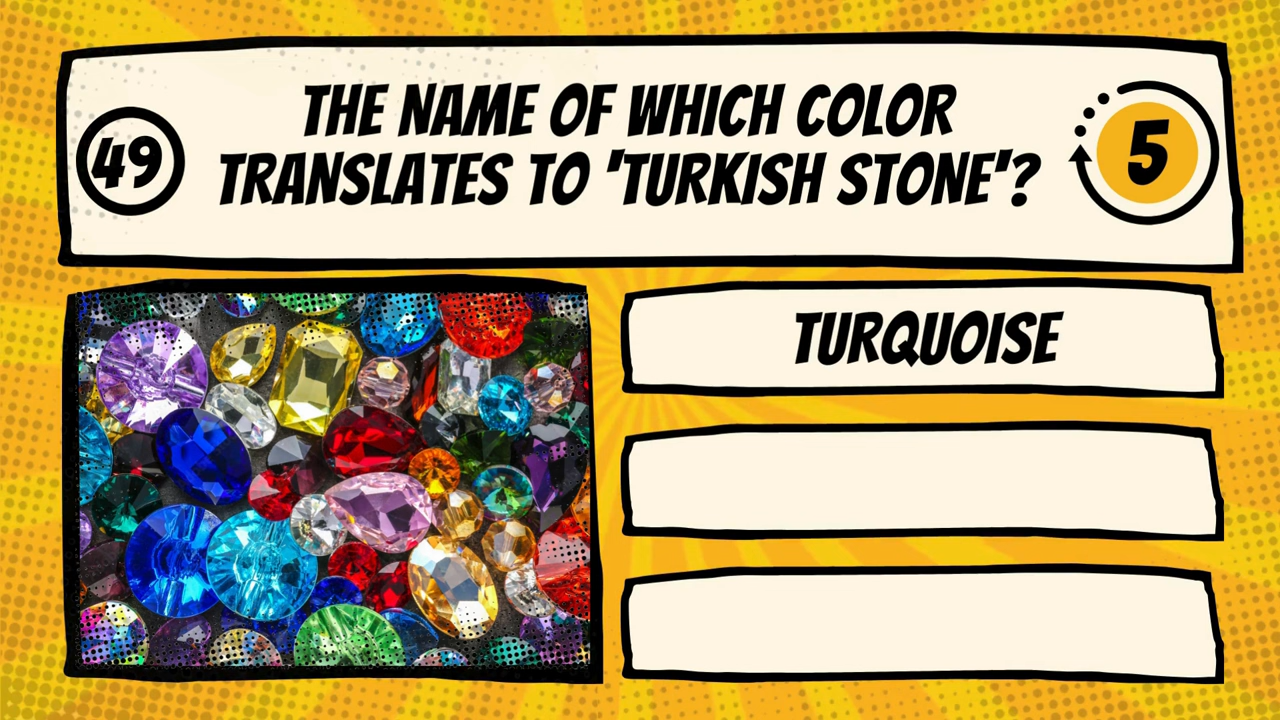 49
THE NAME OF WHICH COLOR
TRANSLATES TO 'TURKISH STONE'?
5
TURQUOISE